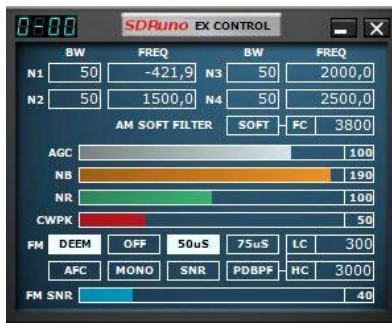 0-00 SDRuno EX CONTROL
BW FREQ BW FREQ
N1 50 -421,9 N3 50 2000,0
N2 50 1500,0 N4 50 2500,0
AM SOFT FILTER SOFT FC 3800
AGC 100
NB 190
NR 100
CWPK 50
FM DEEM OFF 50uS 75uS LC 300
AFC MONO SNR PDBPF HC 3000
FM SNR 40